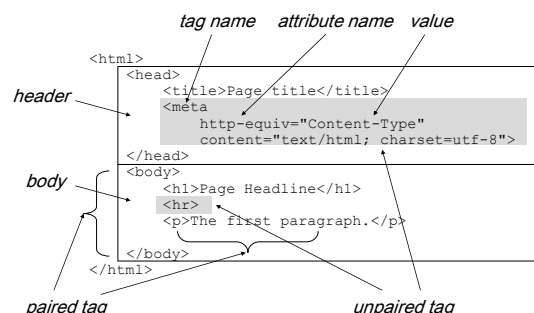 tag name attribute name value
<html>
<head>
<title>Page title</title>
header
<meta
http-equiv="Content-Type"
content="text/html; charset=utf-8">
</head>
body
<body>
<h1>Page Headline</h1>
<hr>
<p>The first paragraph.</p>
</body>
</html>
paired tag unpaired tag